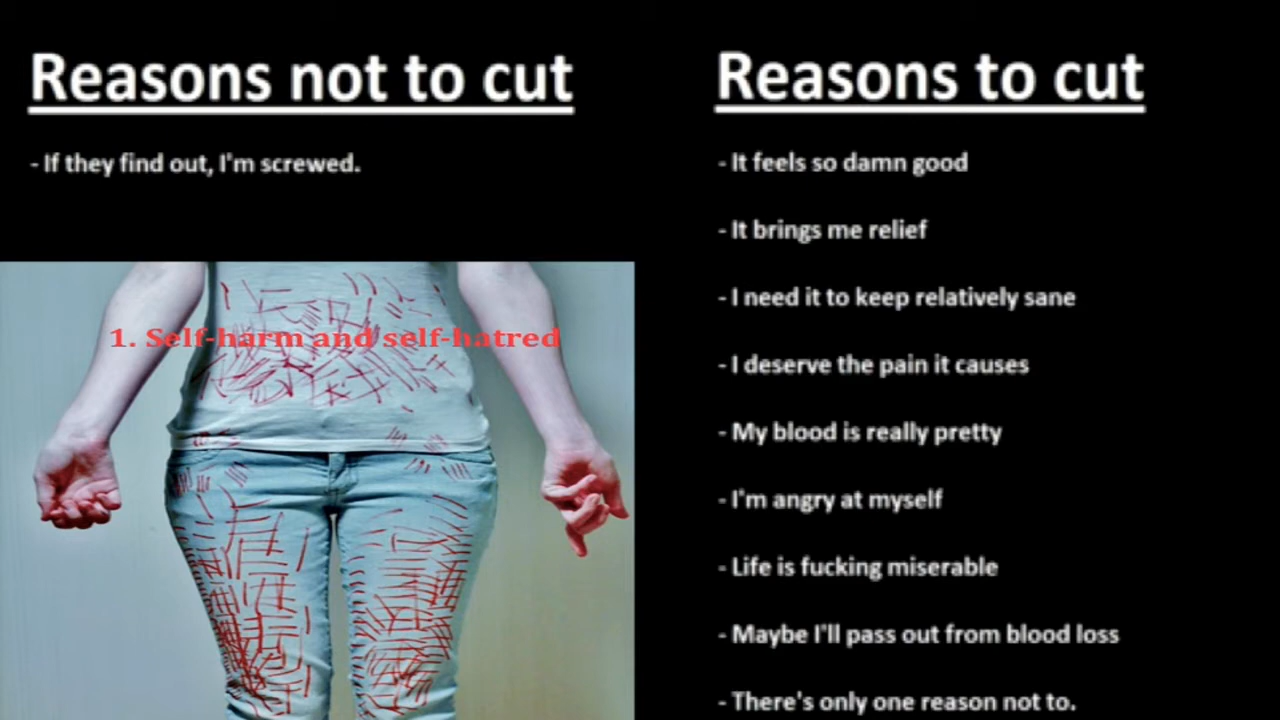 Reasons not to cut
- If they find out, I'm screwed.
1. Self-harm and self-hatred
Reasons to cut
- It feels so damn good
- It brings me relief
- I need it to keep relatively sane
- I deserve the pain it causes
- My blood is really pretty
- I'm angry at myself
- Life is fucking miserable
- Maybe I'll pass out from blood loss
- There's only one reason not to.